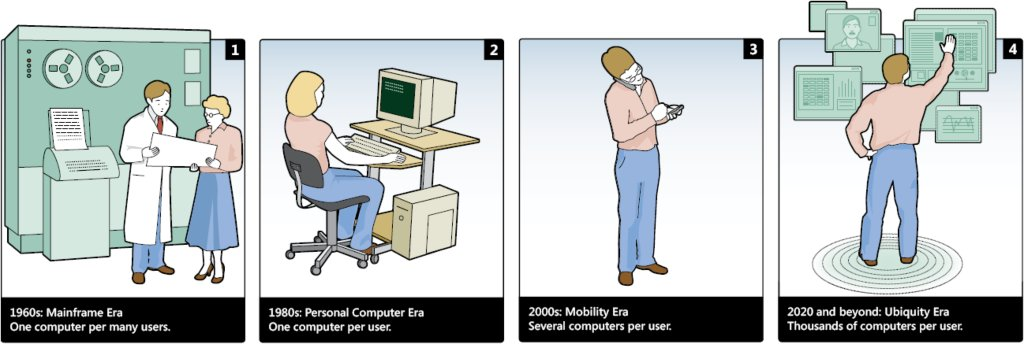 1
1960s: Mainframe Era
One computer per many users.
2
1980s: Personal Computer Era
One computer per user.
3
2000s: Mobility Era
Several computers per user.
4
2020 and beyond: Ubiquity Era
Thousands of computers per user.